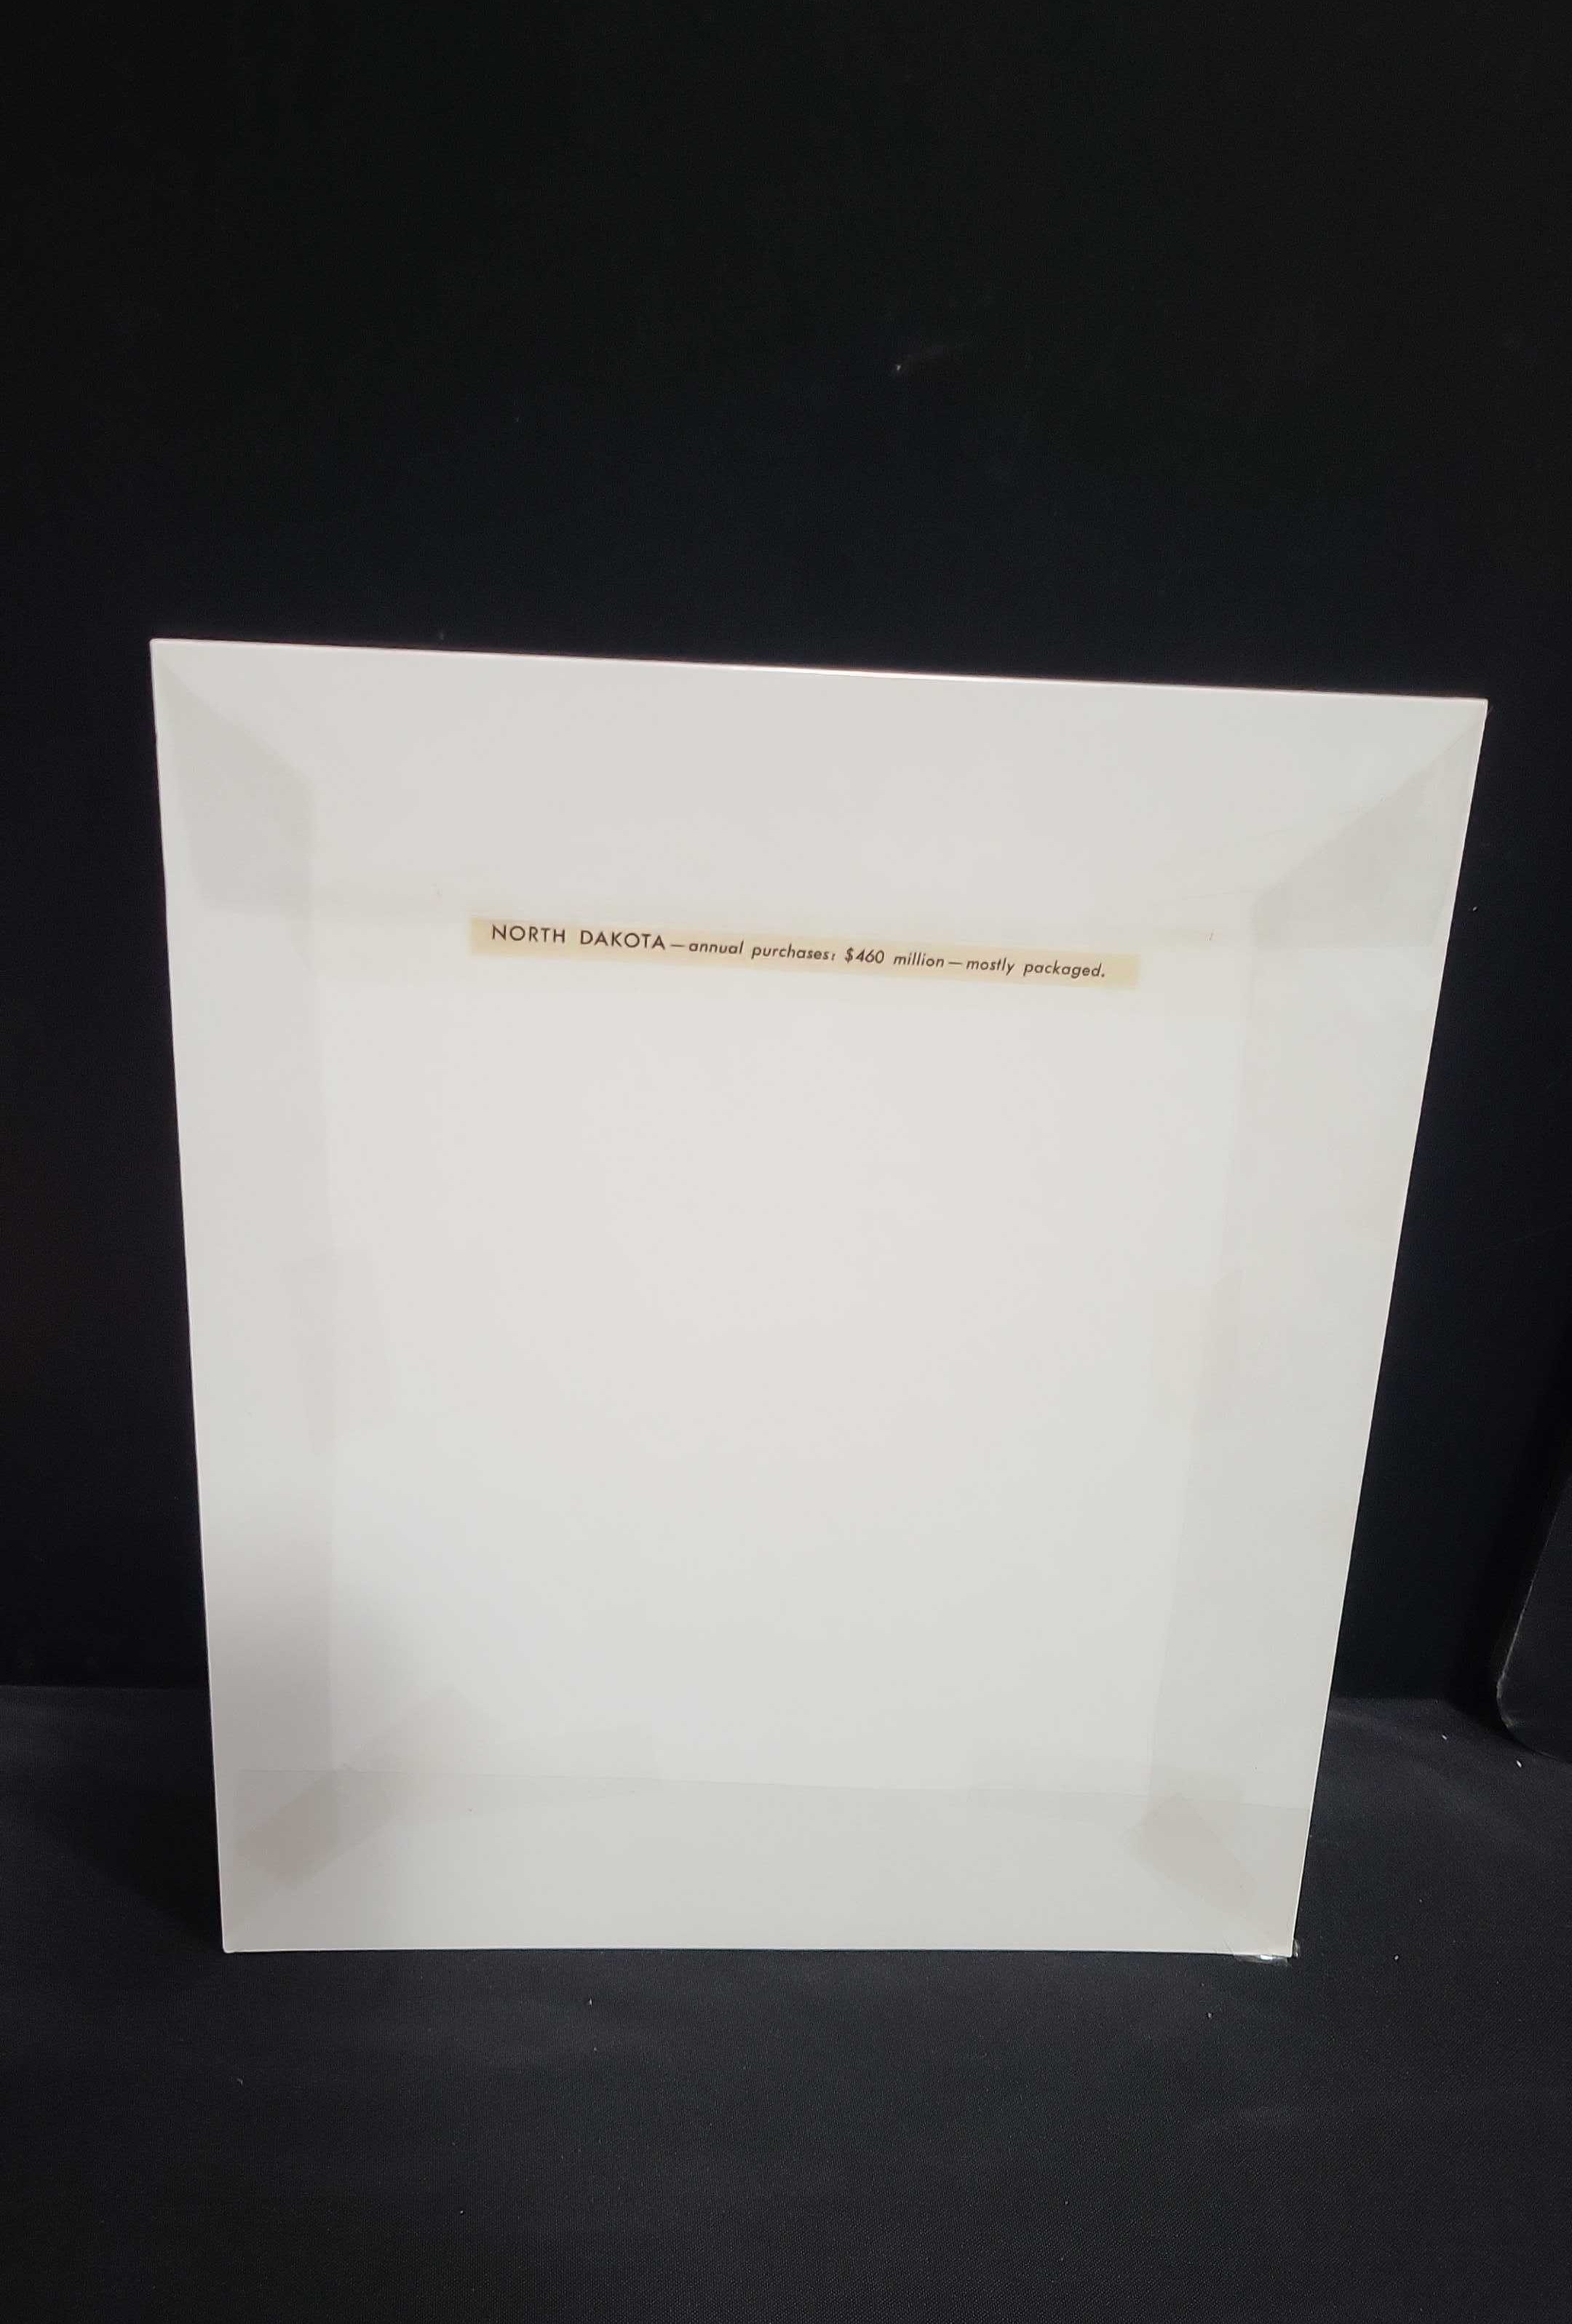 NORTH DAKOTA—annual purchases: $460 million—mostly packaged.